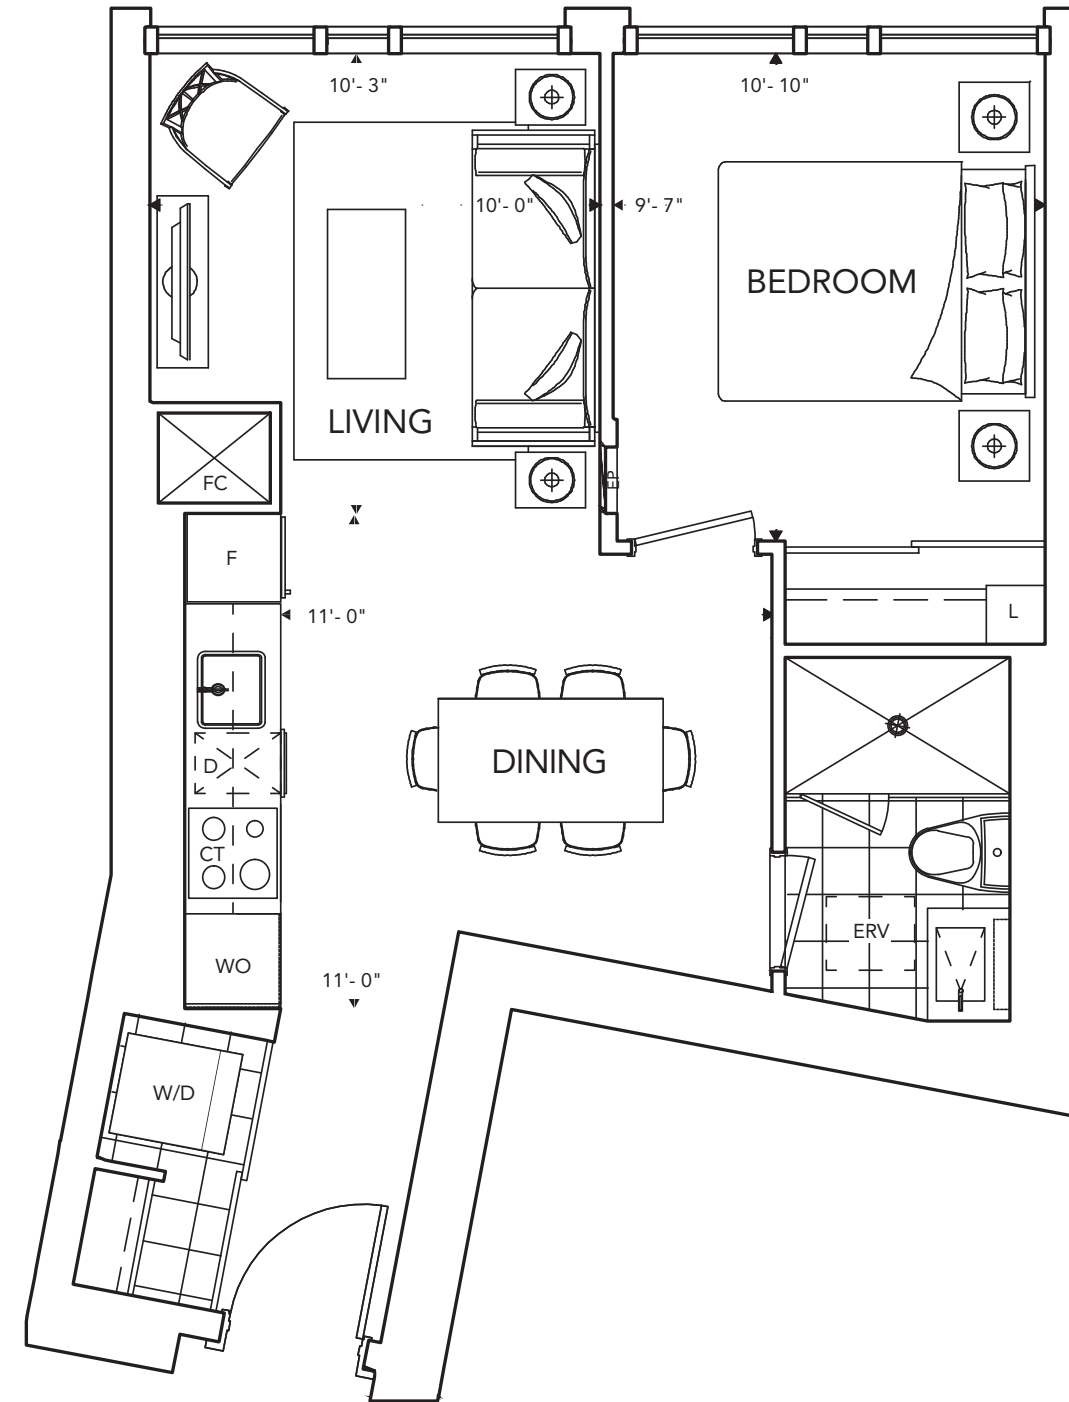 10'- 3"
10'- 10"
10'- 0"
9'- 7"
BEDROOM
LIVING
FC
EP
F
11'- 0"
L
D
DINING
CT
ERV
WO
11'- 0"
W/D